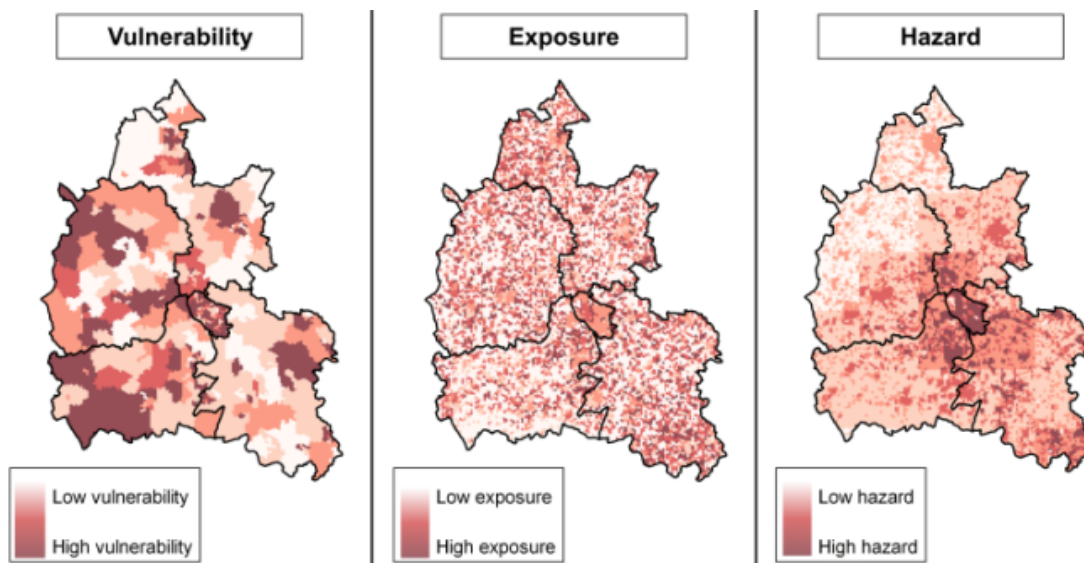 Vulnerability
Exposure
Hazard
Low vulnerability
High vulnerability
Low exposure
High exposure
Low hazard
High hazard